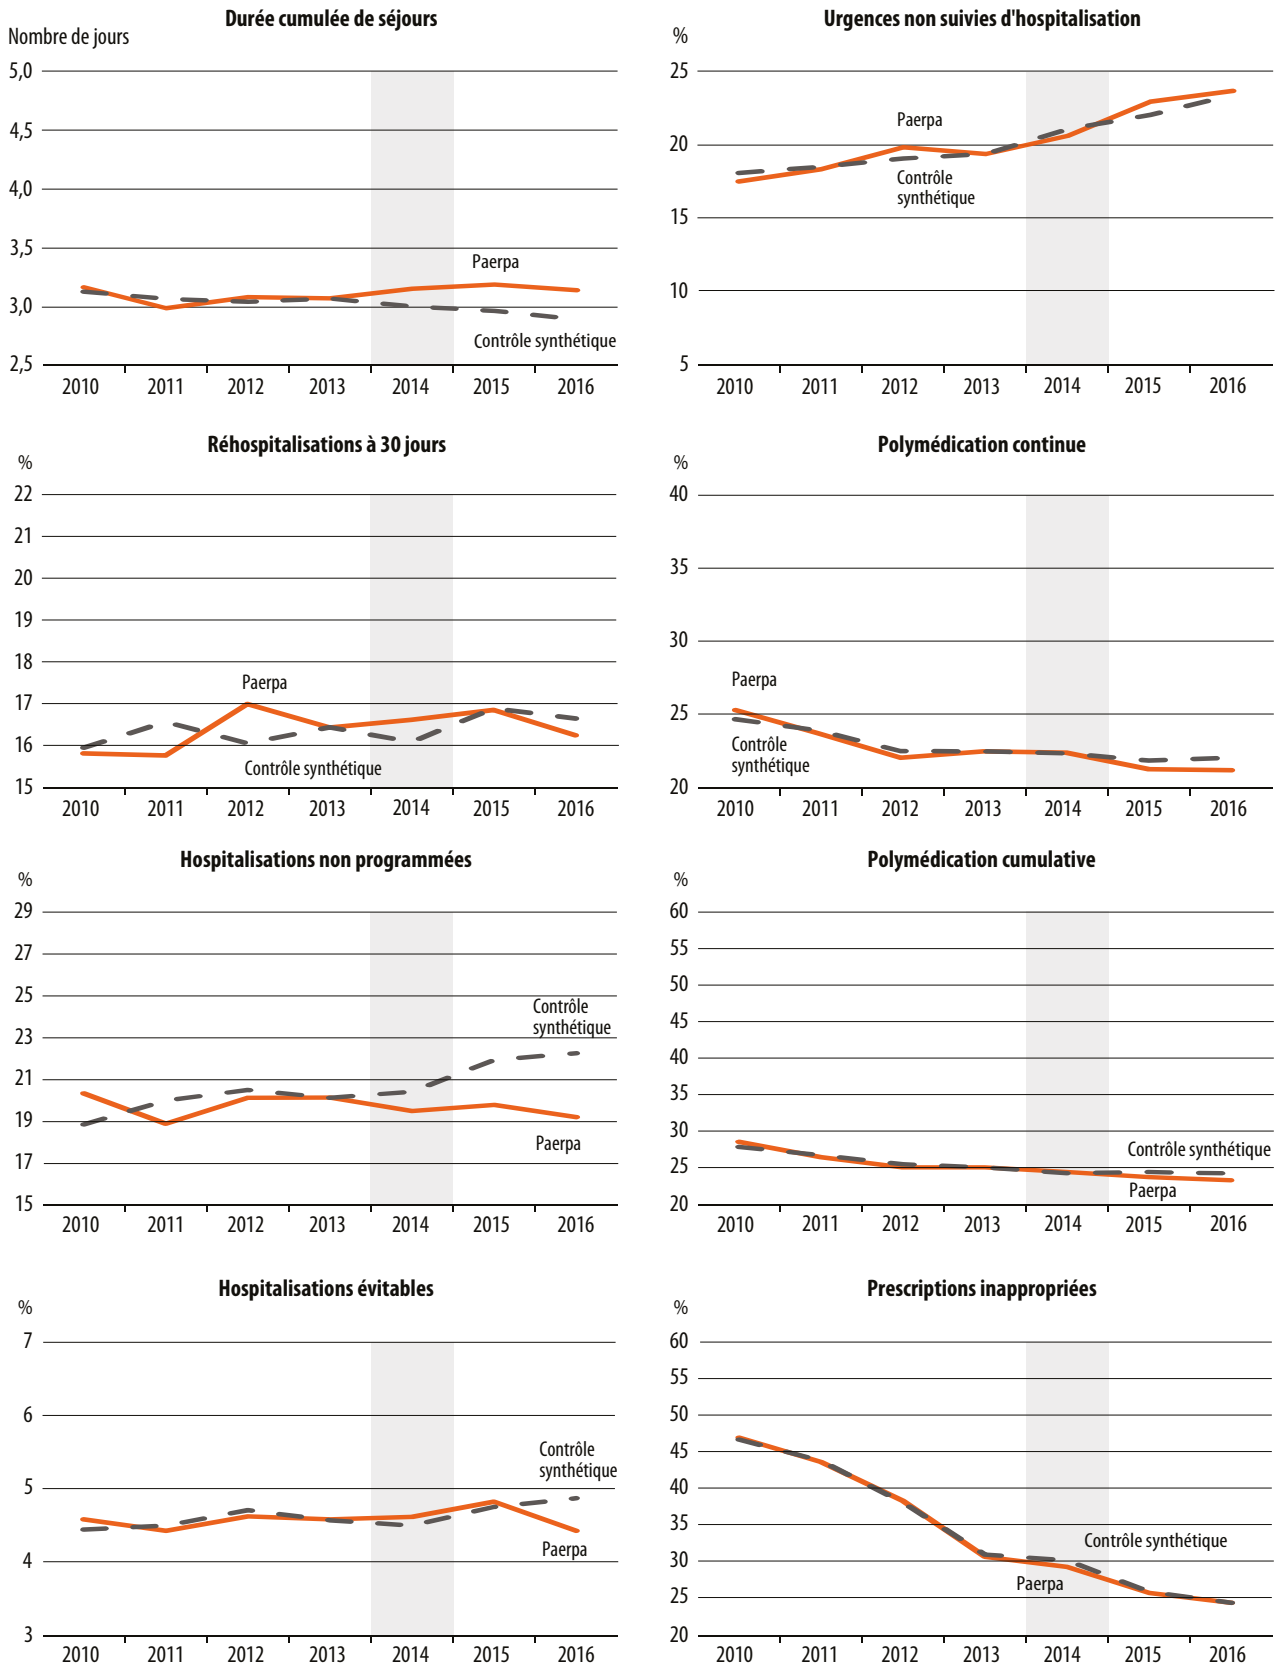 Durée cumulée de séjours
Nombre de jours
5,0
4,5
4,0
3,5
3,0
2,5
Paerpa
Contrôle synthétique
2010 2011 2012 2013 2014 2015 2016
Urgences non suivies d'hospitalisation
%
25
20
15
10
5
Paerpa
Contrôle
synthétique
2010 2011 2012 2013 2014 2015 2016
Réhospitalisations à 30 jours
%
22
21
20
19
18
17
16
15
Paerpa
Contrôle synthétique
2010 2011 2012 2013 2014 2015 2016
Polymédication continue
%
40
35
30
25
20
Paerpa
Contrôle
synthétique
2010 2011 2012 2013 2014 2015 2016
Hospitalisations non programmées
%
29
27
25
23
21
19
17
15
Contrôle
synthétique
Paerpa
2010 2011 2012 2013 2014 2015 2016
Polymédication cumulative
%
60
55
50
45
40
35
30
25
20
Contrôle synthétique
Paerpa
2010 2011 2012 2013 2014 2015 2016
Hospitalisations évitables
%
7
6
5
4
3
Contrôle
synthétique
Paerpa
2010 2011 2012 2013 2014 2015 2016
Prescriptions inappropriées
%
60
55
50
45
40
35
30
25
20
Contrôle synthétique
Paerpa
2010 2011 2012 2013 2014 2015 2016